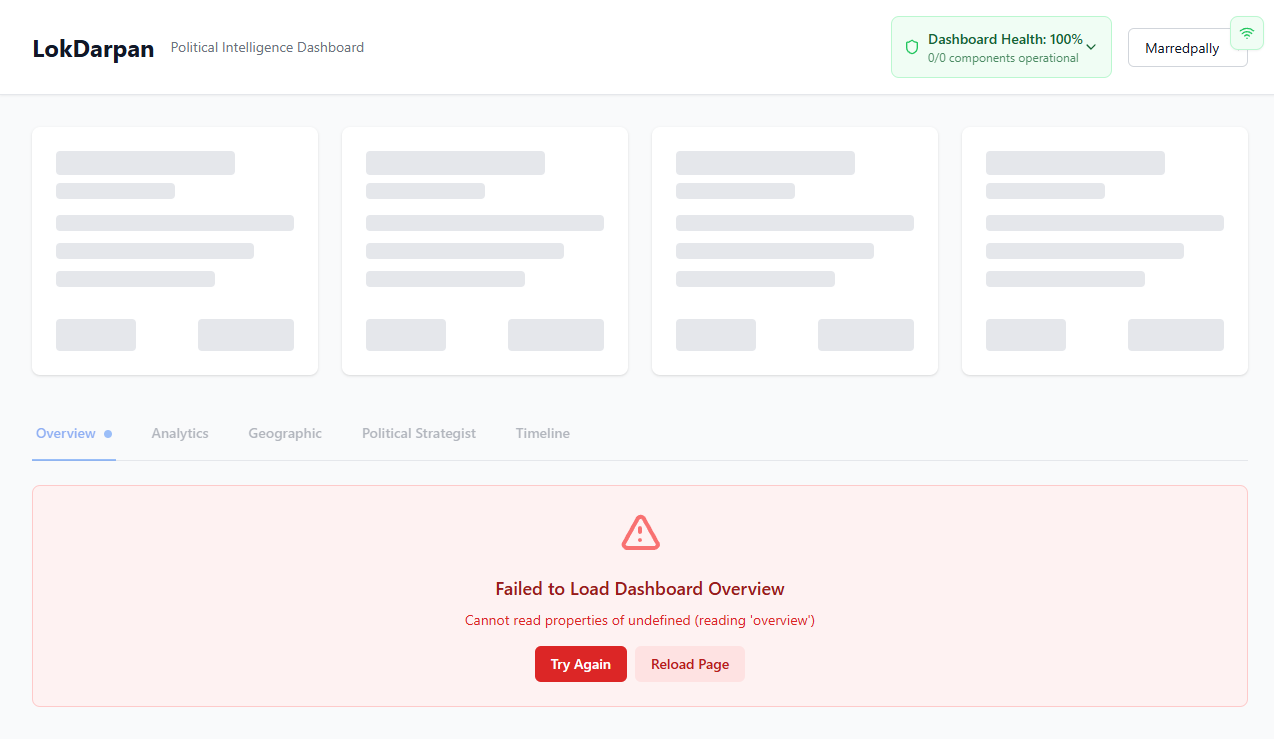 LokDarpan
Political Intelligence Dashboard
Dashboard Health: 100%
0/0 components operational
Marredpally
Overview
Analytics
Geographic
Political Strategist
Timeline
Failed to Load Dashboard Overview
Cannot read properties of undefined (reading 'overview')
Try Again
Reload Page